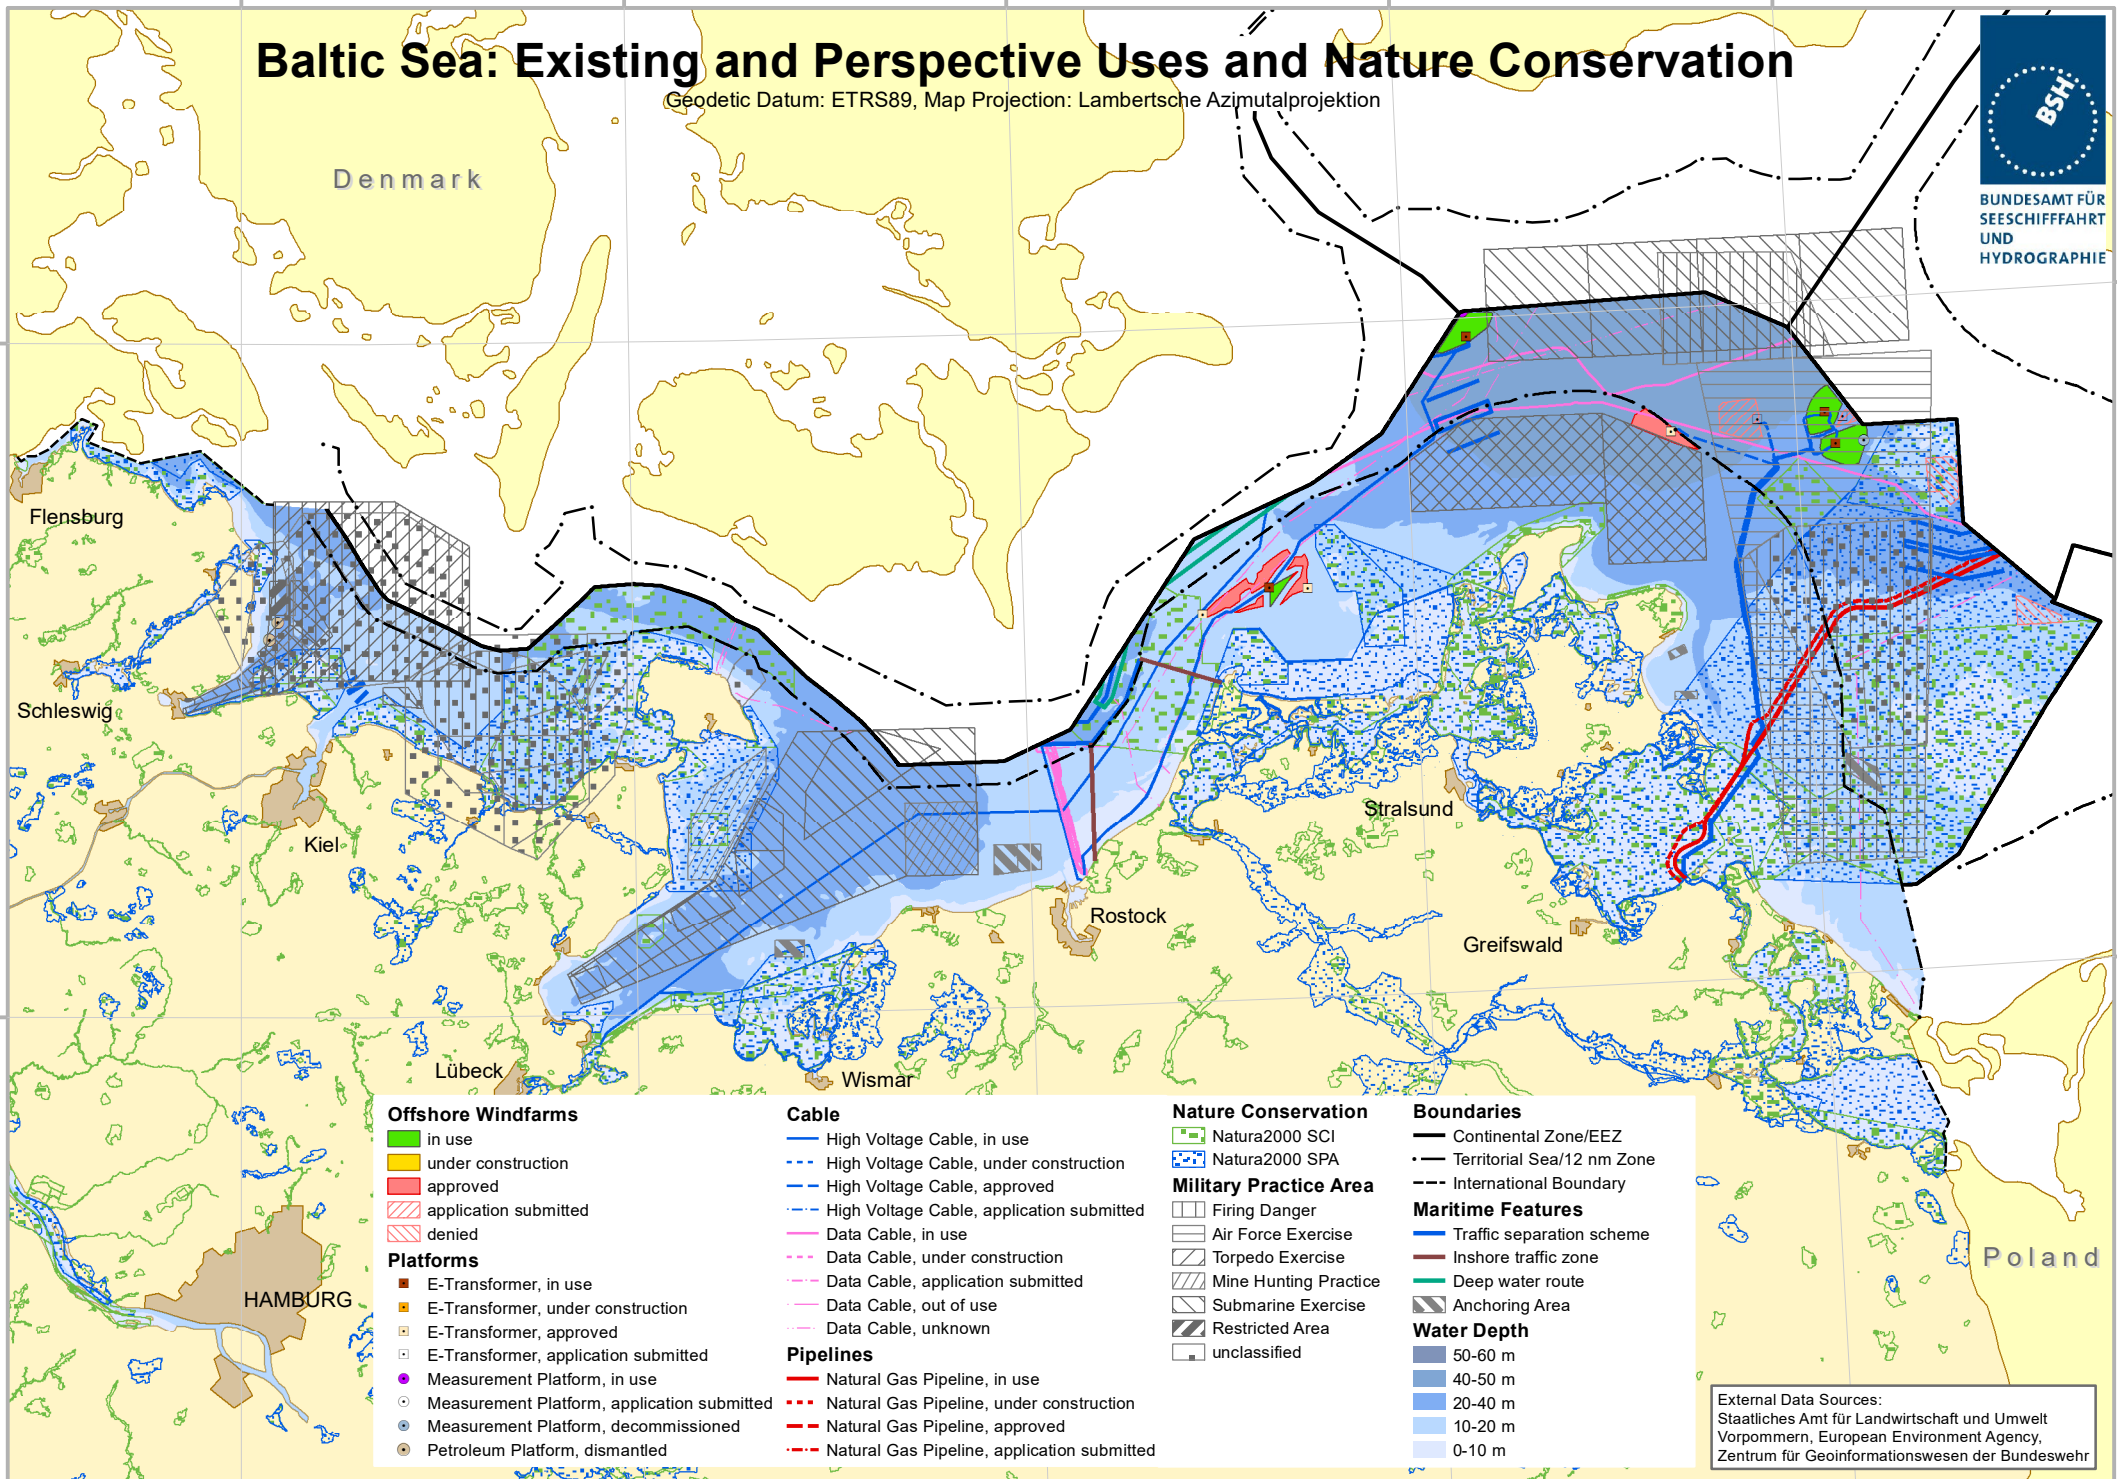 Baltic Sea: Existing and Perspective Uses and Nature Conservation
Geodetic Datum: ETRS89, Map Projection: Lambertsche Azimutalprojektion
BSH
BUNDESAMT FÜR
SEESCHIFFFAHRT
UND
HYDROGRAPHIE
Denmark
Flensburg
Schleswig
Kiel
Stralsund
Rostock
Greifswald
Lübeck
Wismar
HAMBURG
Poland
Offshore Windfarms
in use
under construction
approved
application submitted
denied
Platforms
E-Transformer, in use
E-Transformer, under construction
E-Transformer, approved
E-Transformer, application submitted
Measurement Platform, in use
Measurement Platform, application submitted
Measurement Platform, decommissioned
Petroleum Platform, dismantled
Cable
High Voltage Cable, in use
High Voltage Cable, under construction
High Voltage Cable, approved
High Voltage Cable, application submitted
Data Cable, in use
Data Cable, under construction
Data Cable, application submitted
Data Cable, out of use
Data Cable, unknown
Pipelines
Natural Gas Pipeline, in use
Natural Gas Pipeline, under construction
Natural Gas Pipeline, approved
Natural Gas Pipeline, application submitted
Nature Conservation
Natura2000 SCI
Natura2000 SPA
Military Practice Area
Firing Danger
Air Force Exercise
Torpedo Exercise
Mine Hunting Practice
Submarine Exercise
Restricted Area
unclassified
Boundaries
Continental Zone/EEZ
Territorial Sea/12 nm Zone
International Boundary
Maritime Features
Traffic separation scheme
Inshore traffic zone
Deep water route
Anchoring Area
Water Depth
50-60 m
40-50 m
20-40 m
10-20 m
0-10 m
External Data Sources:
Staatliches Amt für Landwirtschaft und Umwelt
Vorpommern, European Environment Agency,
Zentrum für Geoinformationswesen der Bundeswehr